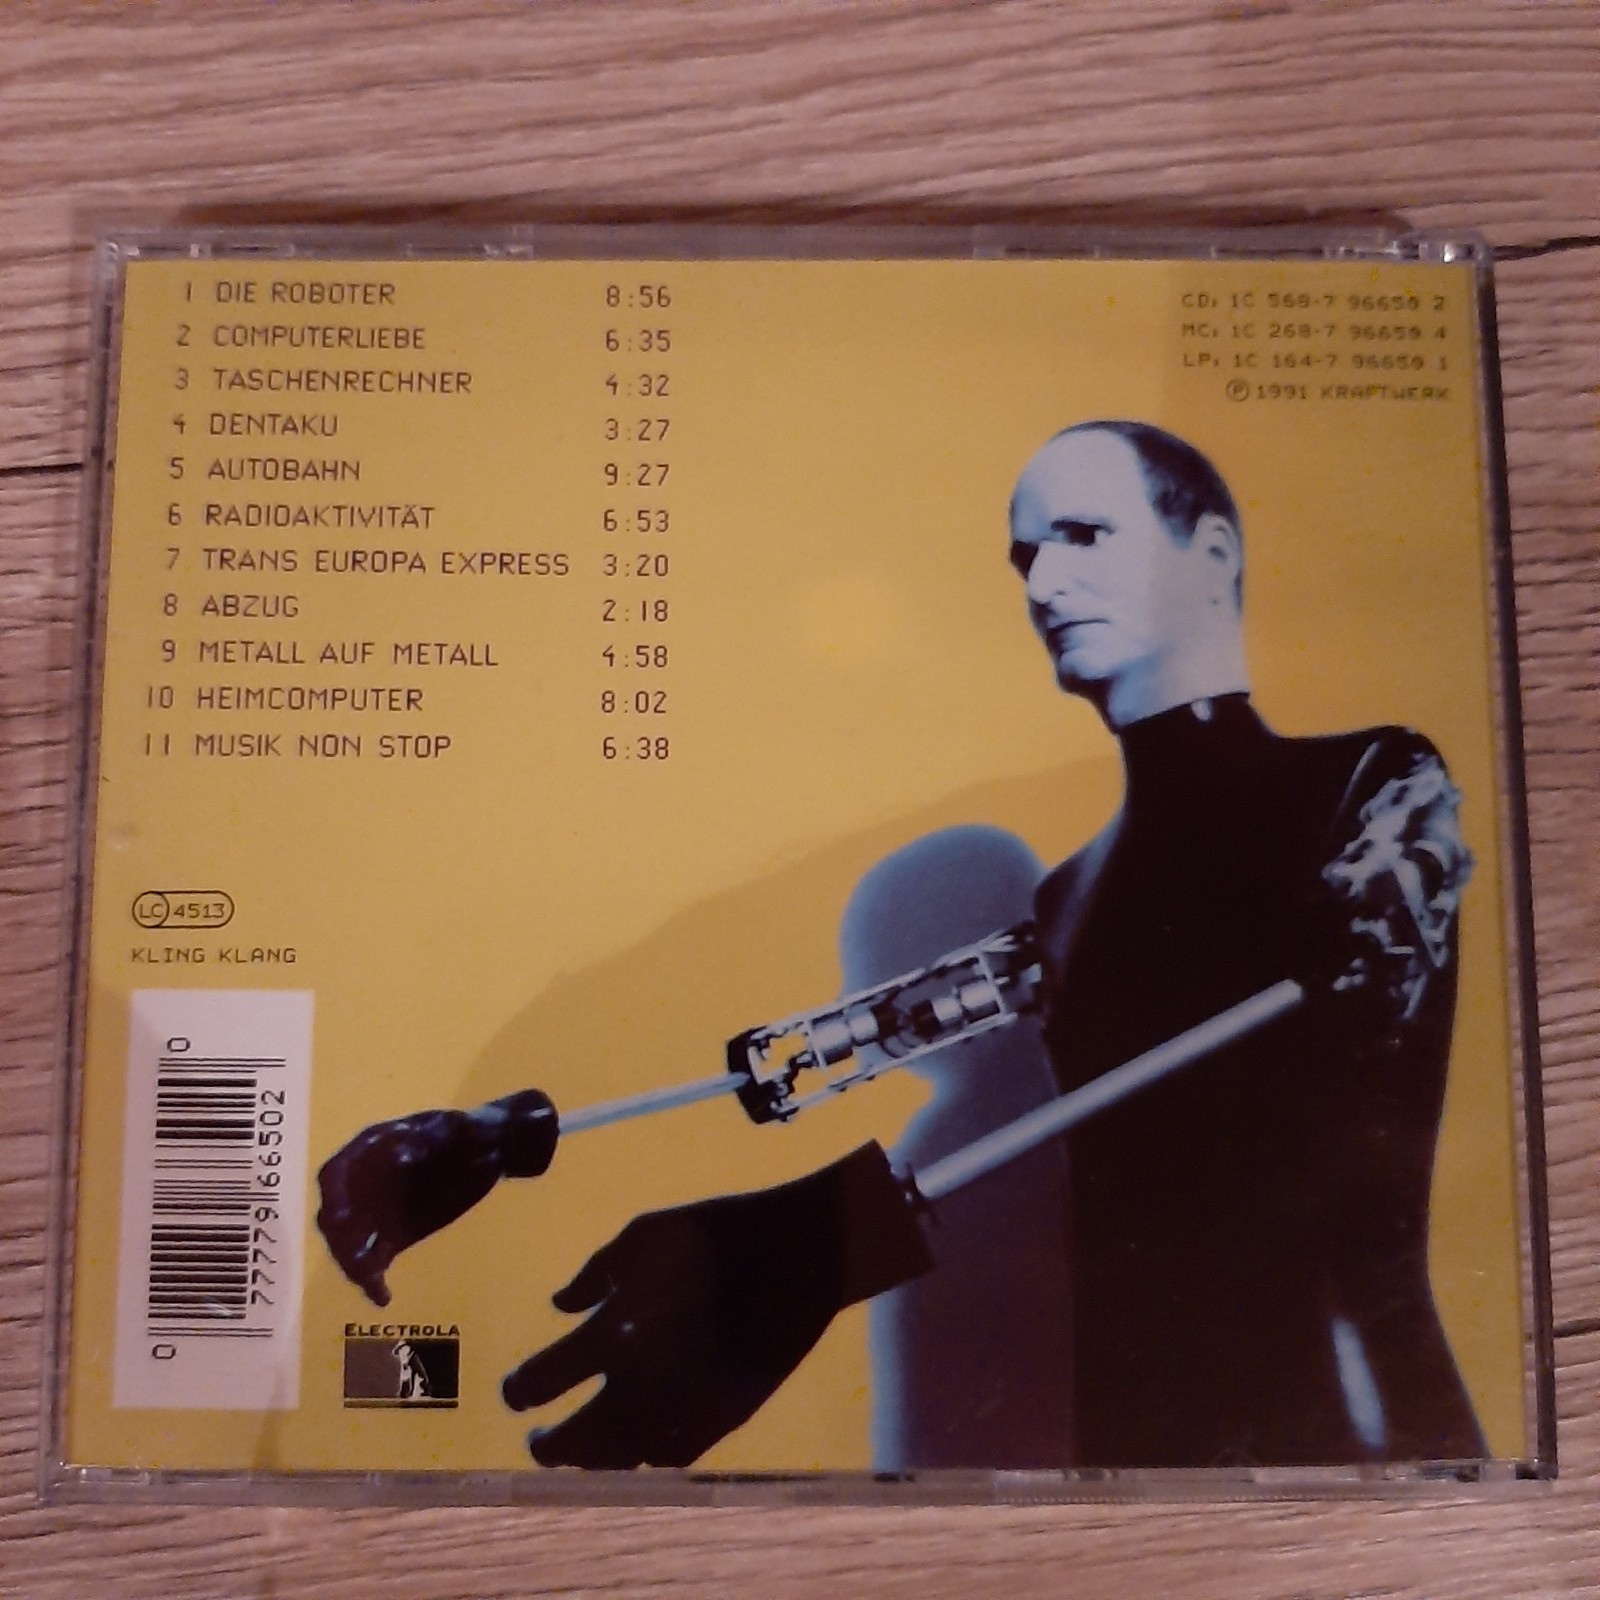 1 DIE ROBOTER 8:56
2 COMPUTERLIEBE 6:35
3 TASCHENRECHNER 4:32
4 DENTAKU 3:27
5 AUTOBAHN 9:27
6 RADIOAKTIVITÄT 6:53
7 TRANS EUROPA EXPRESS 3:20
8 ABZUG 2:18
9 METALL AUF METALL 4:58
10 HEIMCOMPUTER 8:02
11 MUSIK NON STOP 6:38
CD: 1C 568-7 96650 2
MC: 1C 268-7 96650 4
LP: 1C 164-7 96650 1
Ⓟ 1991 KRAFTWERK
LC 4513
KLING KLANG
0 77779 66502 0
ELECTROLA